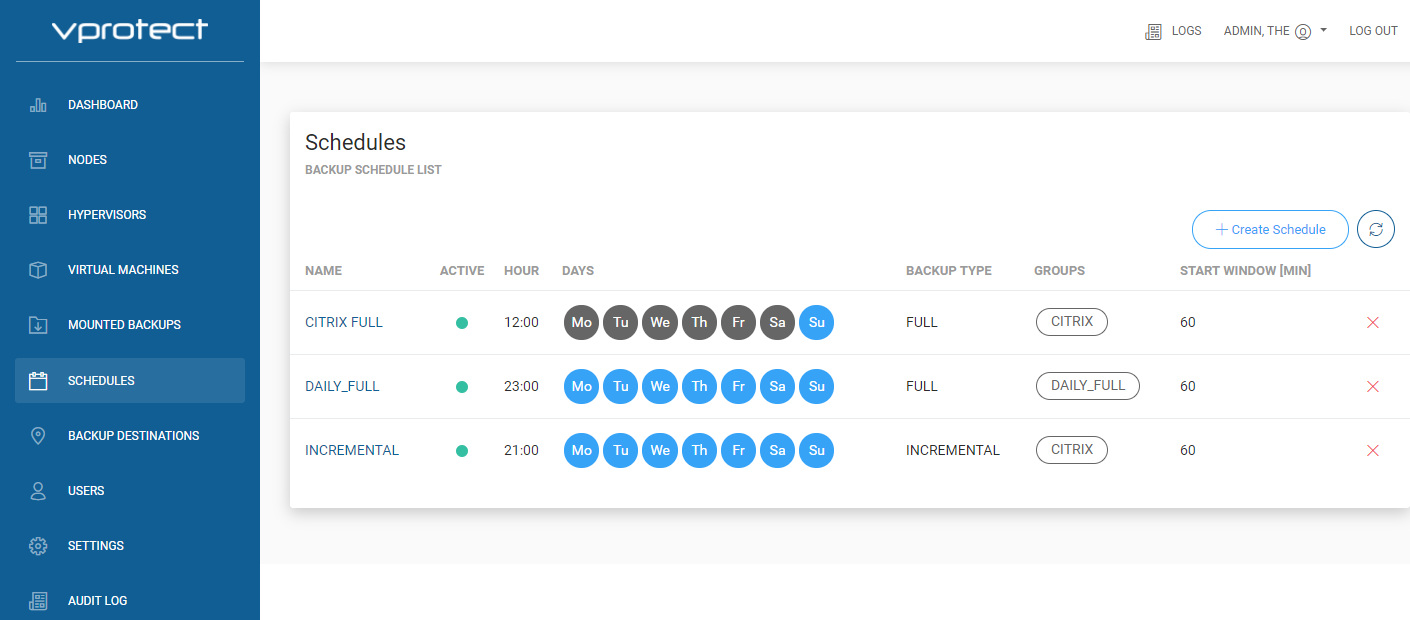 vprotect
LOGS ADMIN, THE LOG OUT
DASHBOARD
NODES
HYPERVISORS
VIRTUAL MACHINES
MOUNTED BACKUPS
SCHEDULES
BACKUP DESTINATIONS
USERS
SETTINGS
AUDIT LOG
Schedules
BACKUP SCHEDULE LIST
+ Create Schedule
NAME ACTIVE HOUR DAYS BACKUP TYPE GROUPS START WINDOW [MIN]
CITRIX FULL 12:00 Mo Tu We Th Fr Sa Su FULL CITRIX 60
DAILY_FULL 23:00 Mo Tu We Th Fr Sa Su FULL DAILY_FULL 60
INCREMENTAL 21:00 Mo Tu We Th Fr Sa Su INCREMENTAL CITRIX 60